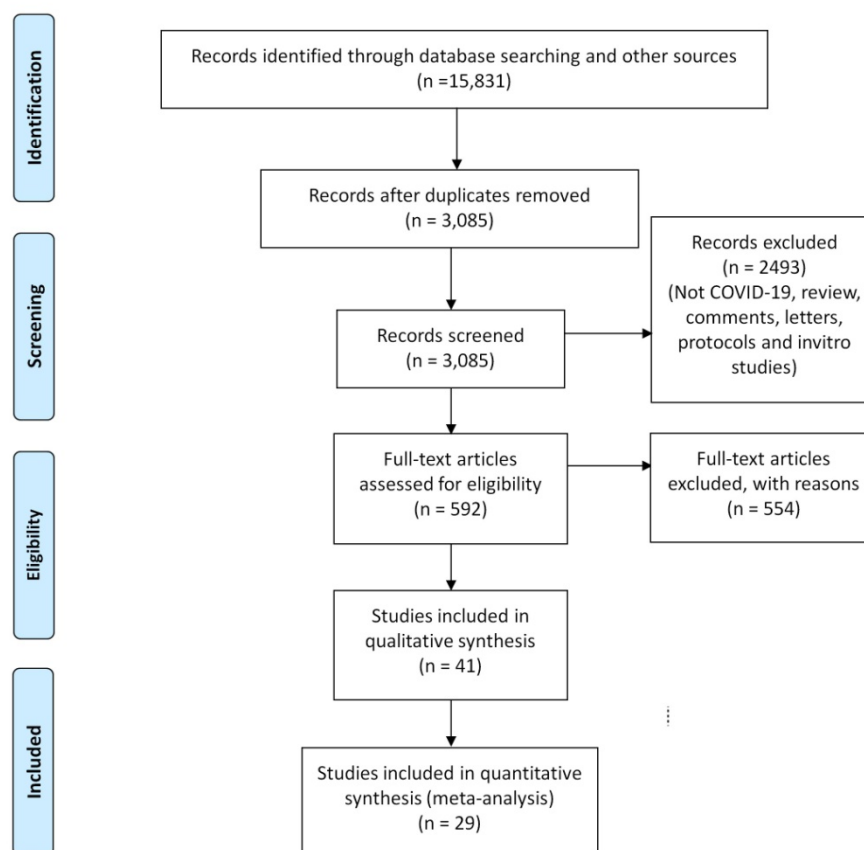 Identification
Records identified through database searching and other sources
(n =15,831)
Records after duplicates removed
(n = 3,085)
Screening
Records screened
(n = 3,085)
Records excluded
(n = 2493)
(Not COVID-19, review,
comments, letters,
protocols and invitro
studies)
Eligibility
Full-text articles
assessed for eligibility
(n = 592)
Full-text articles
excluded, with reasons
(n = 554)
Studies included in
qualitative synthesis
(n = 41)
Included
Studies included in quantitative
synthesis (meta-analysis)
(n = 29)